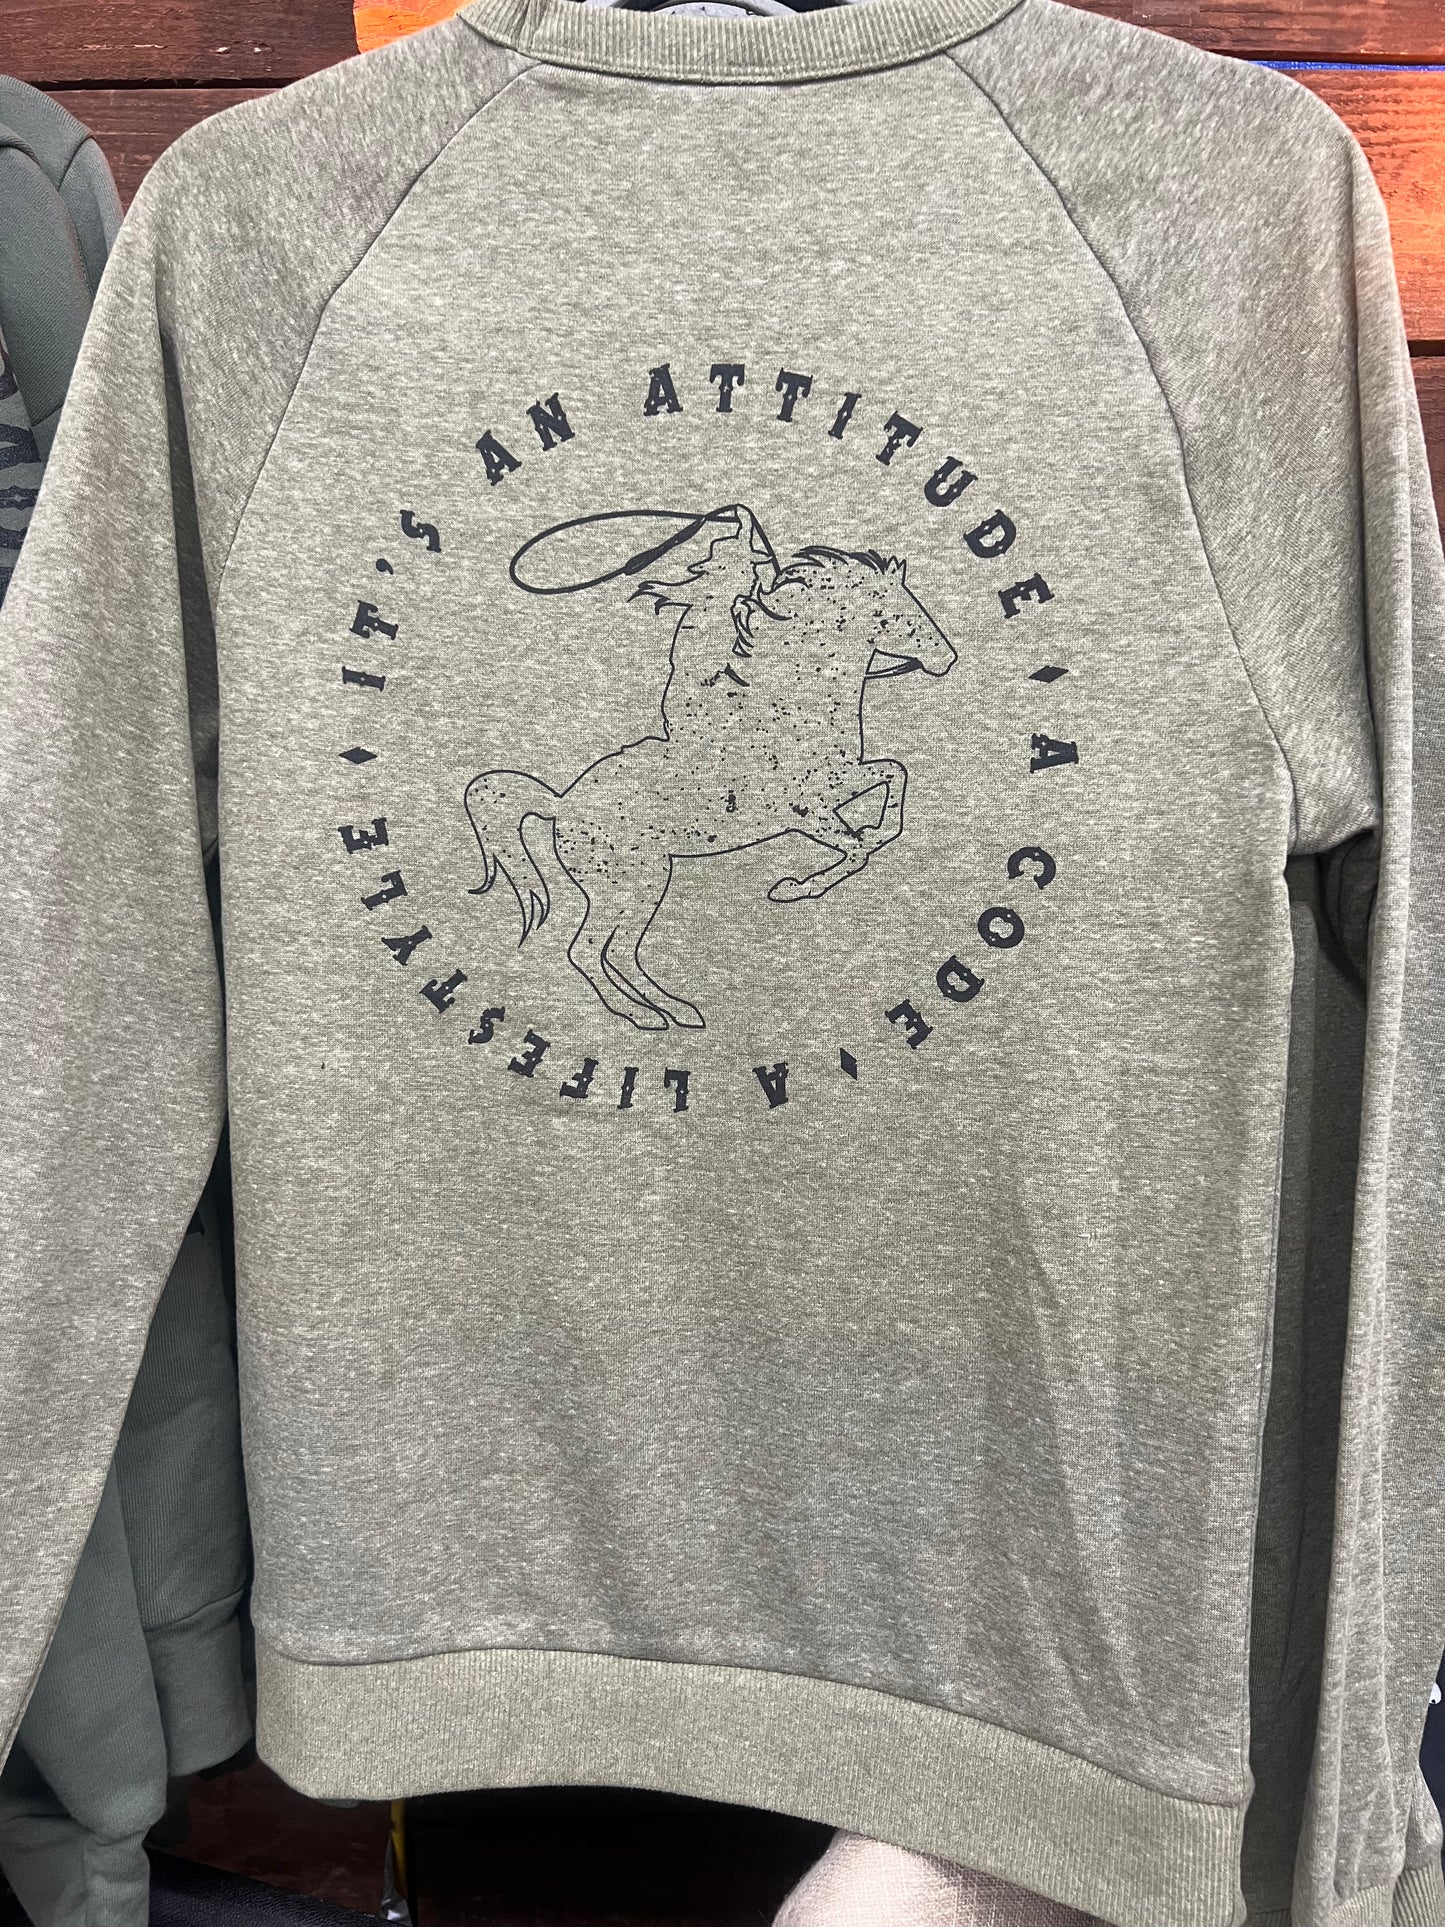 IT'S AN ATTITUDE ♦ A CODE ♦ A LIFESTYLE ♦